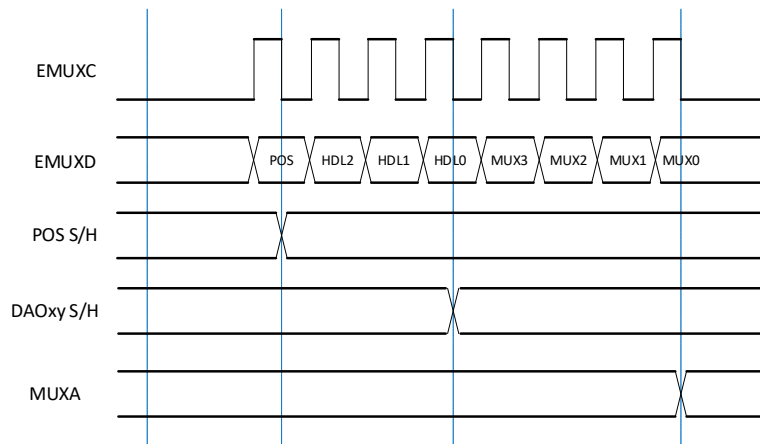 EMUXC
EMUXD
POS HDL2 HDL1 HDL0 MUX3 MUX2 MUX1 MUX0
POS S/H
DAOxy S/H
MUXA